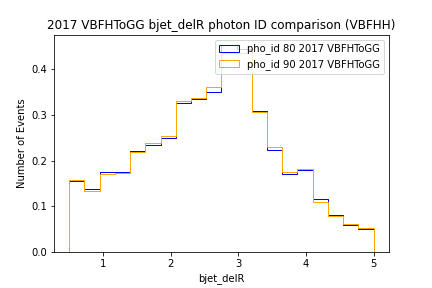 2017 VBFHToGG bjet_delR photon ID comparison (VBFHH)
pho_id 80 2017 VBFHToGG
pho_id 90 2017 VBFHToGG
Number of Events
0.4
0.3
0.2
0.1
0.0
1
2
3
4
5
bjet_delR